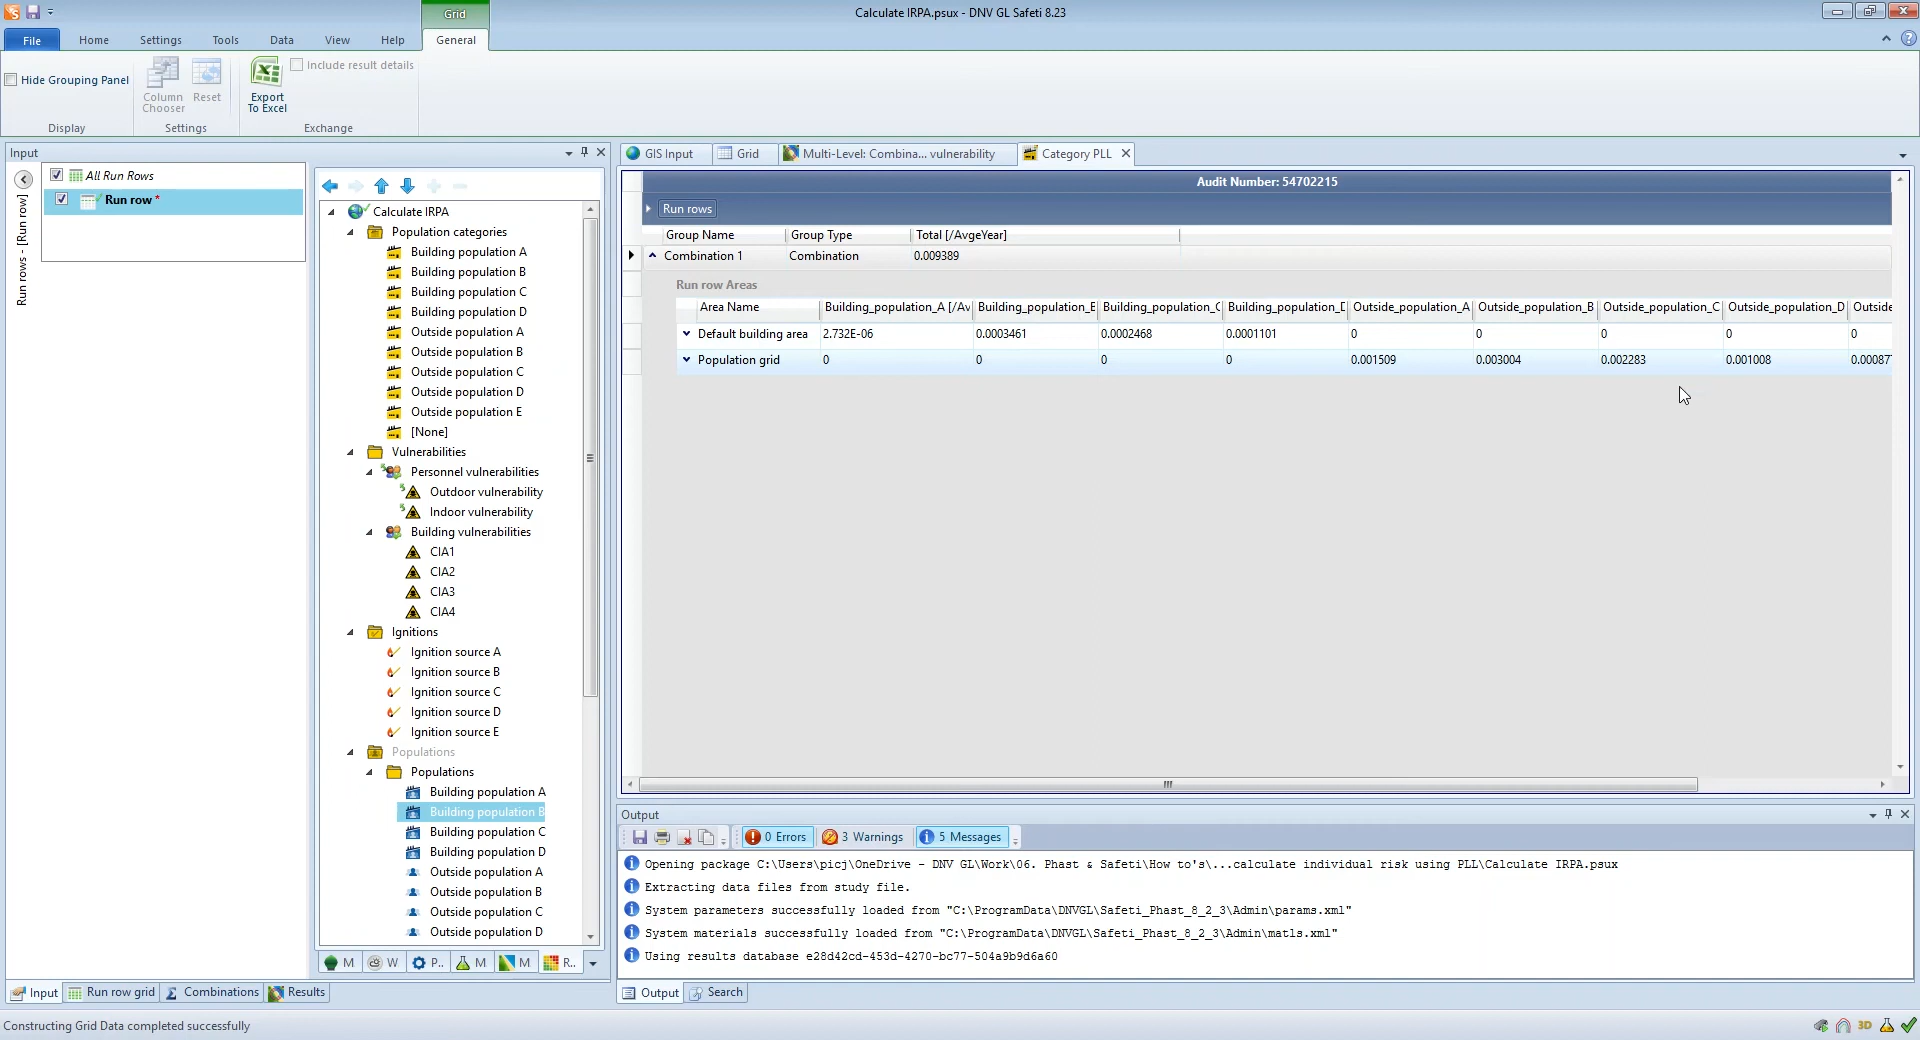 Calculate IRPA.psux - DNV GL Safeti 8.23
Grid
File Home Settings Tools Data View Help General
Hide Grouping Panel
Column Chooser
Reset
Export To Excel
Include result details
Display Settings Exchange
Input
Run rows - [Run row]
All Run Rows
Run row *
Calculate IRPA
Population categories
Building population A
Building population B
Building population C
Building population D
Outside population A
Outside population B
Outside population C
Outside population D
Outside population E
[None]
Vulnerabilities
Personnel vulnerabilities
Outdoor vulnerability
Indoor vulnerability
Building vulnerabilities
CIA1
CIA2
CIA3
CIA4
Ignitions
Ignition source A
Ignition source B
Ignition source C
Ignition source D
Ignition source E
Populations
Populations
Building population A
Building population B
Building population C
Building population D
Outside population A
Outside population B
Outside population C
Outside population D
M W P.. M M R..
Input Run row grid Combinations Results
GIS Input Grid Multi-Level: Combina... vulnerability Category PLL
Audit Number: 54702215
Run rows
Group Name Group Type Total [/AvgeYear]
Combination 1 Combination 0.009389
Run row Areas
Area Name Building_population_A [/Av Building_population_B Building_population_C Building_population_D Outside_population_A Outside_population_B Outside_population_C Outside_population_D Outside
Default building area 2.732E-06 0.0003461 0.0002468 0.0001101 0 0 0 0 0
Population grid 0 0 0 0 0.001509 0.003004 0.002283 0.001008 0.00087
Output
0 Errors 3 Warnings 5 Messages
Opening package C:\Users\picj\OneDrive - DNV GL\Work\06. Phast & Safeti\How to's\...calculate individual risk using PLL\Calculate IRPA.psux
Extracting data files from study file.
System parameters successfully loaded from "C:\ProgramData\DNVGL\Safeti_Phast_8_2_3\Admin\params.xml"
System materials successfully loaded from "C:\ProgramData\DNVGL\Safeti_Phast_8_2_3\Admin\matls.xml"
Using results database e28d42cd-453d-4270-bc77-504a9b9d6a60
Output Search
Constructing Grid Data completed successfully
3D